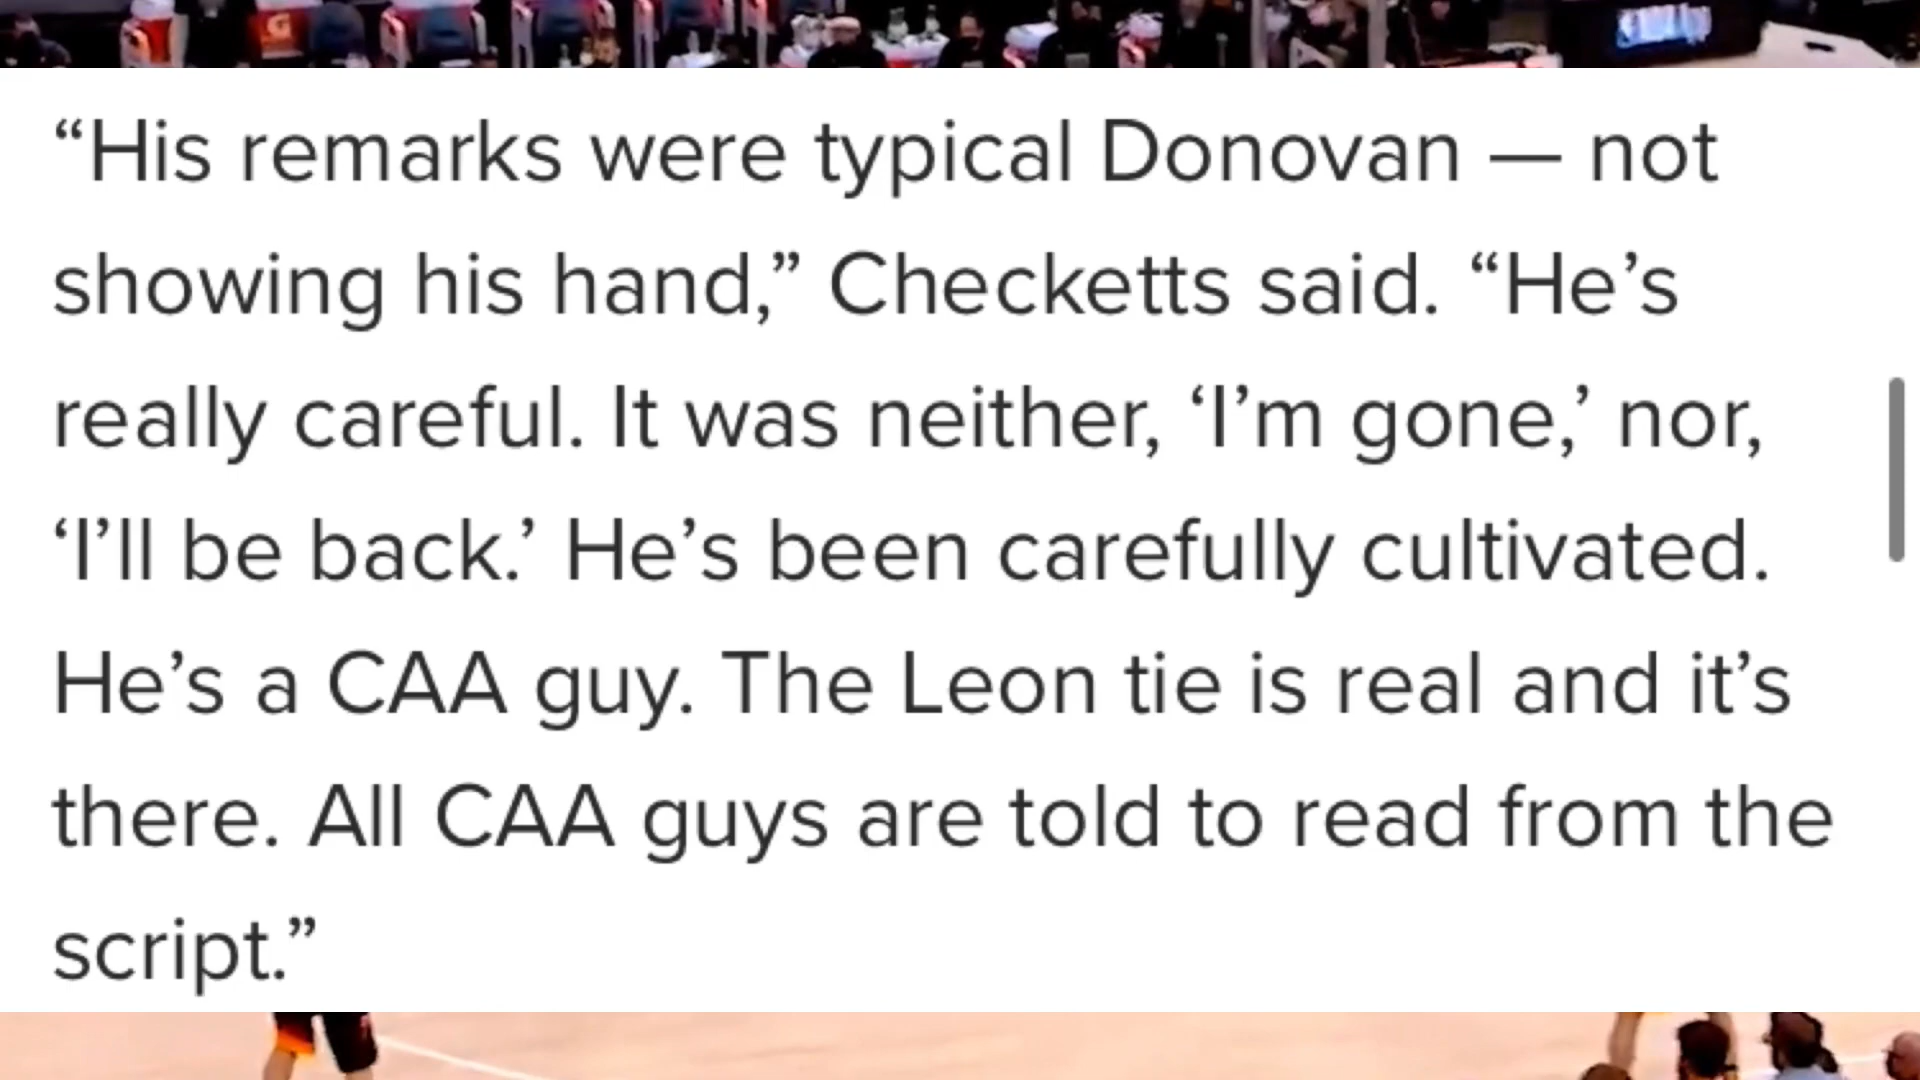 “His remarks were typical Donovan — not
showing his hand,” Checketts said. “He’s
really careful. It was neither, ‘I’m gone,’ nor,
‘I’ll be back.’ He’s been carefully cultivated.
He’s a CAA guy. The Leon tie is real and it’s
there. All CAA guys are told to read from the
script.”